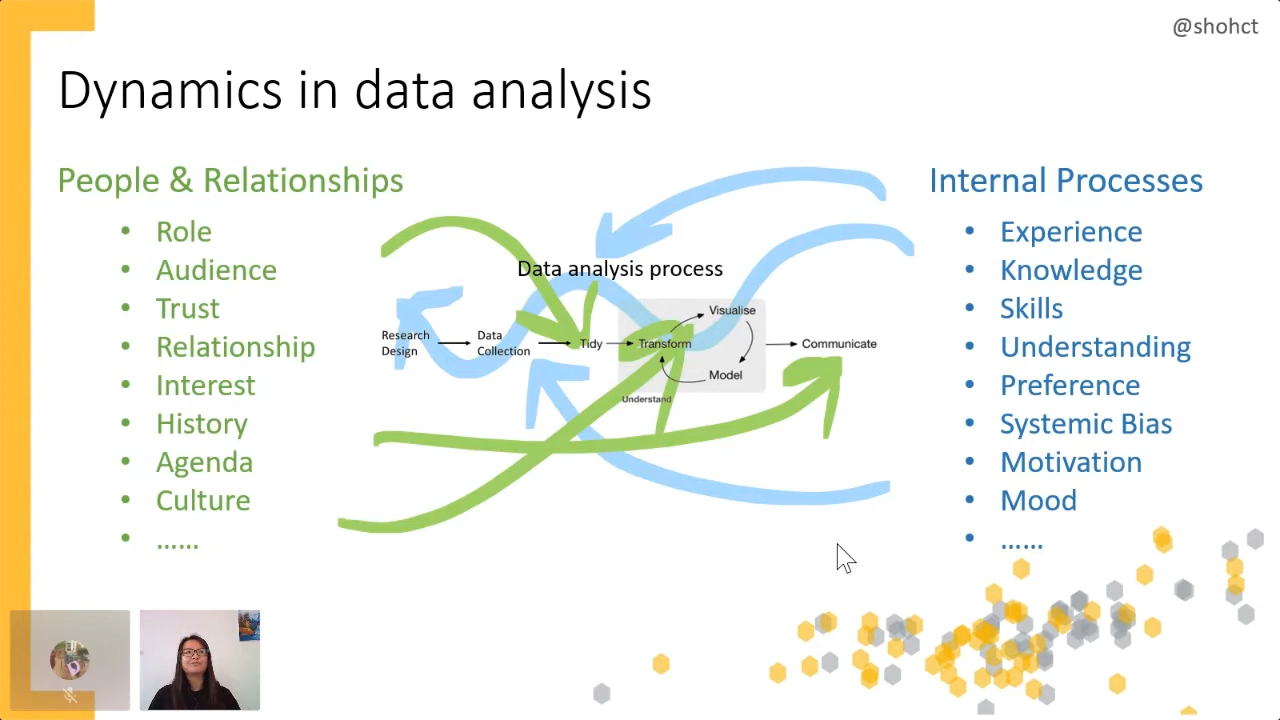 @shohct
Dynamics in data analysis
People & Relationships
• Role
• Audience
• Trust
• Relationship
• Interest
• History
• Agenda
• Culture
• ......
Data analysis process
Research
Design
Data
Collection
Tidy
Transform
Visualise
Model
Understand
Communicate
Internal Processes
• Experience
• Knowledge
• Skills
• Understanding
• Preference
• Systemic Bias
• Motivation
• Mood
• ......